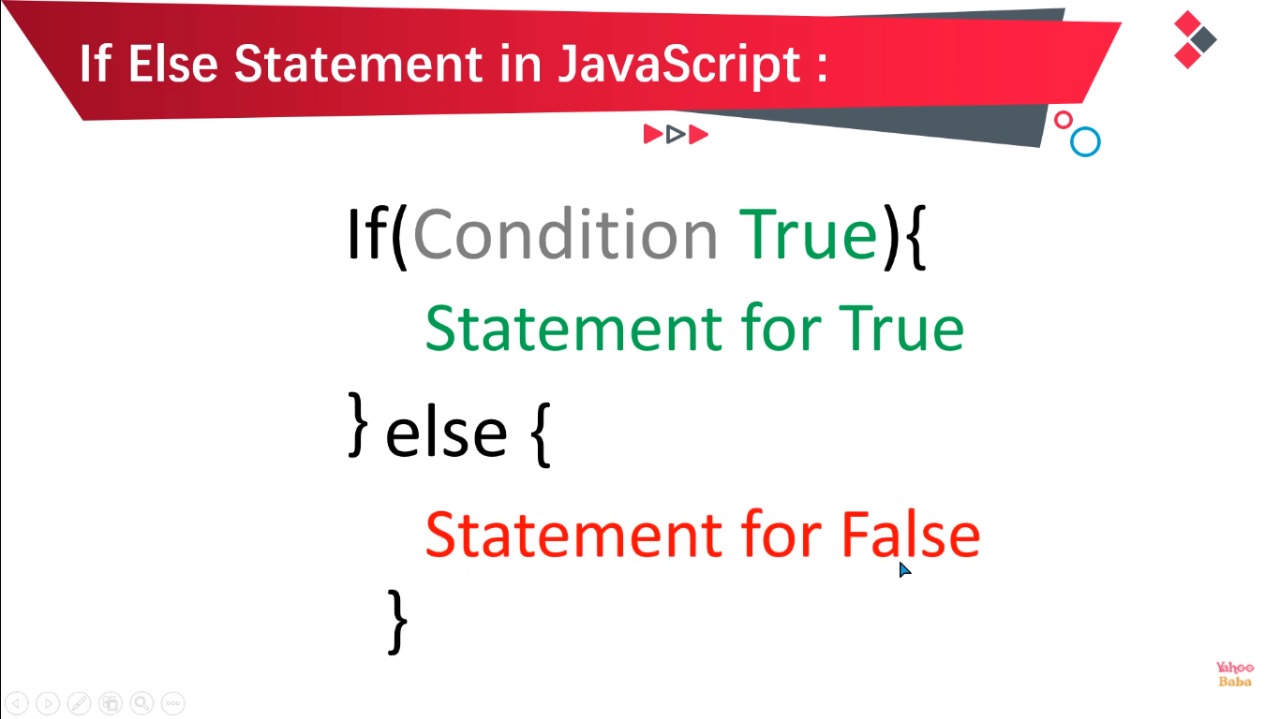 If Else Statement in JavaScript :
If(Condition True){
Statement for True
} else {
Statement for False
}
Yahoo
Baba